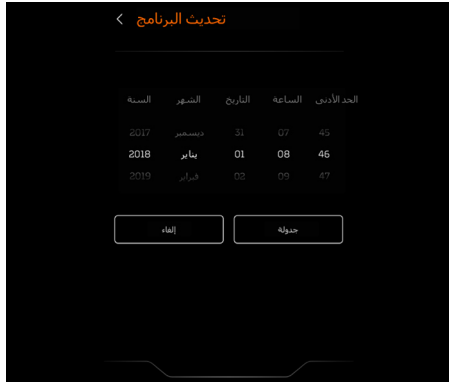 تحديث البرنامج
الحد الأدنى الساعة التاريخ الشهر السنة
45 07 31 ديسمبر 2017
46 08 01 يناير 2018
47 09 02 فبراير 2019
جدولة إلغاء